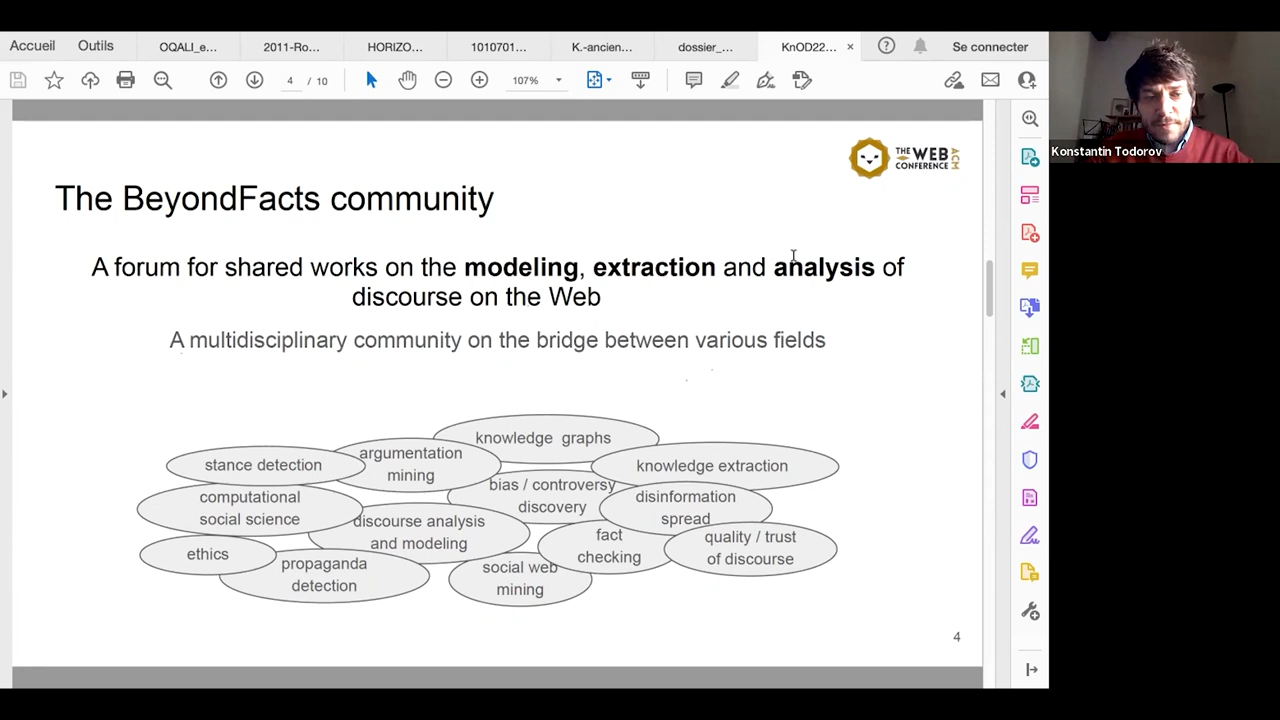 Accueil
Outils
OQALI_e...
2011-Ro...
HORIZO...
1010701...
K.-ancien...
dossier_...
KnOD22...
×
?
Se connecter
4 / 10
107%
Konstantin Todorov
THE
WEB
CONFERENCE
ACM
The BeyondFacts community
A forum for shared works on the modeling, extraction and analysis of
discourse on the Web
A multidisciplinary community on the bridge between various fields
knowledge graphs
argumentation
mining
stance detection
knowledge extraction
bias / controversy
discovery
disinformation
spread
computational
social science
discourse analysis
and modeling
fact
checking
quality / trust
of discourse
ethics
propaganda
detection
social web
mining
4